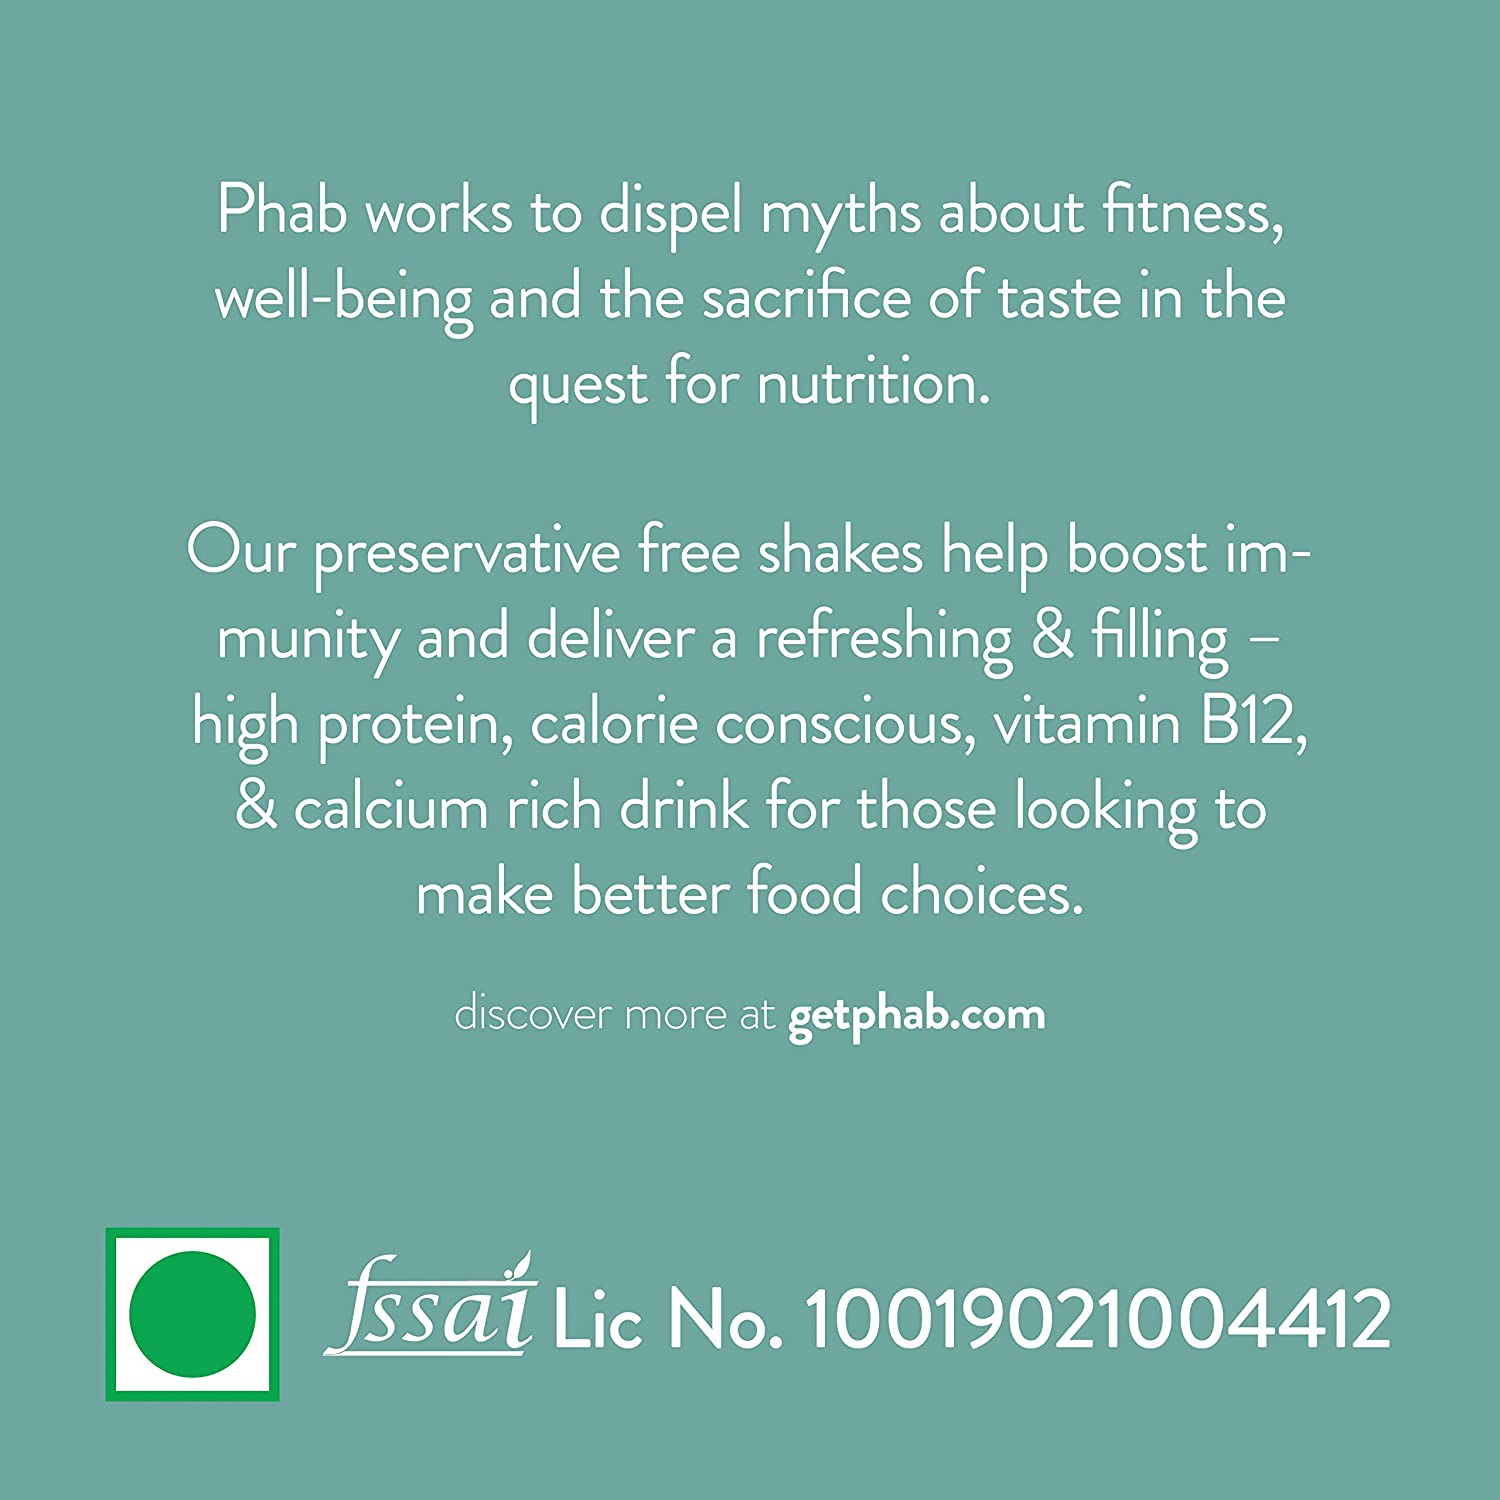 Phab works to dispel myths about fitness,
well-being and the sacrifice of taste in the
quest for nutrition.
Our preservative free shakes help boost im-
munity and deliver a refreshing & filling –
high protein, calorie conscious, vitamin B12,
& calcium rich drink for those looking to
make better food choices.
discover more at getphab.com
fssai Lic No. 10019021004412